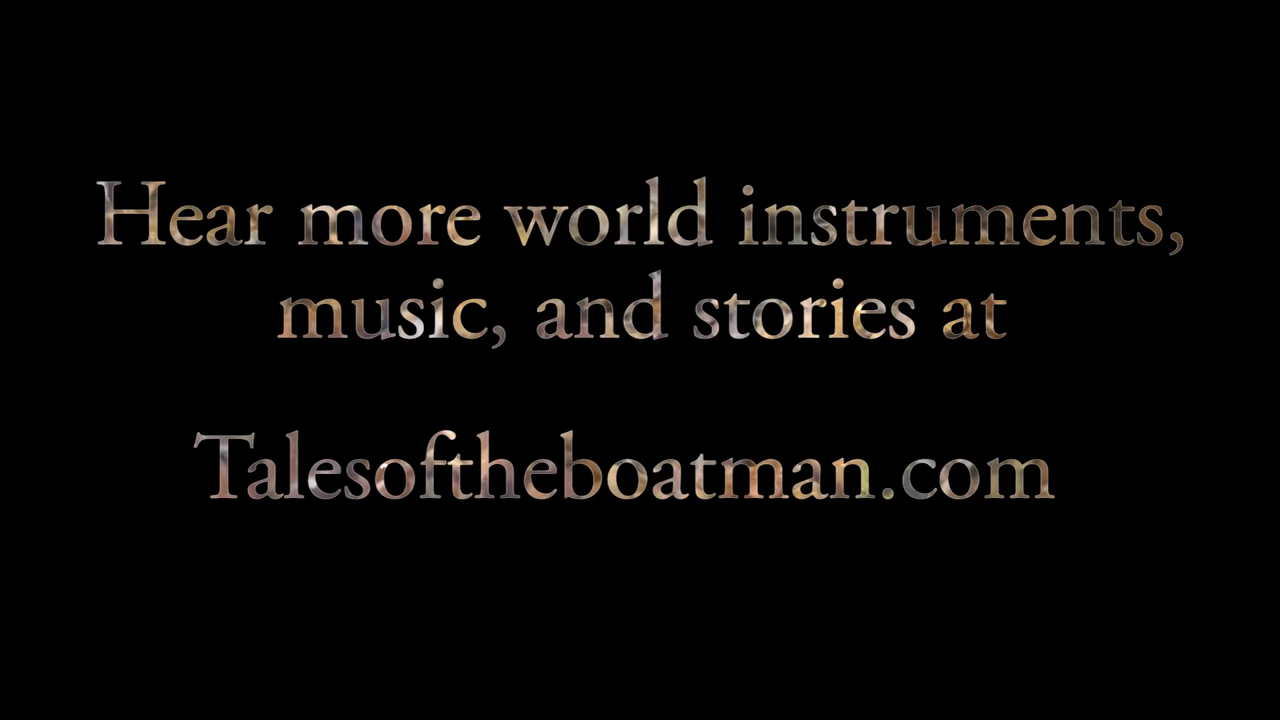 Hear more world instruments,
music, and stories at
Talesoftheboatman.com